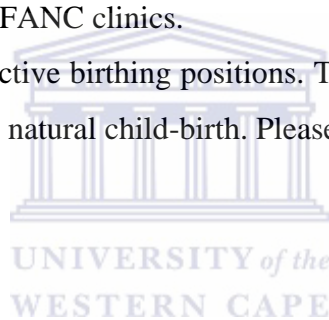 FANC clinics.
ctive birthing positions. T
natural child-birth. Please
UNIVERSITY of the
WESTERN CAPE